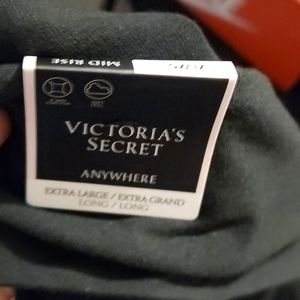 MID RISE
VICTORIA'S
SECRET
ANYWHERE
EXTRA LARGE / EXTRA GRAND
LONG / LONG